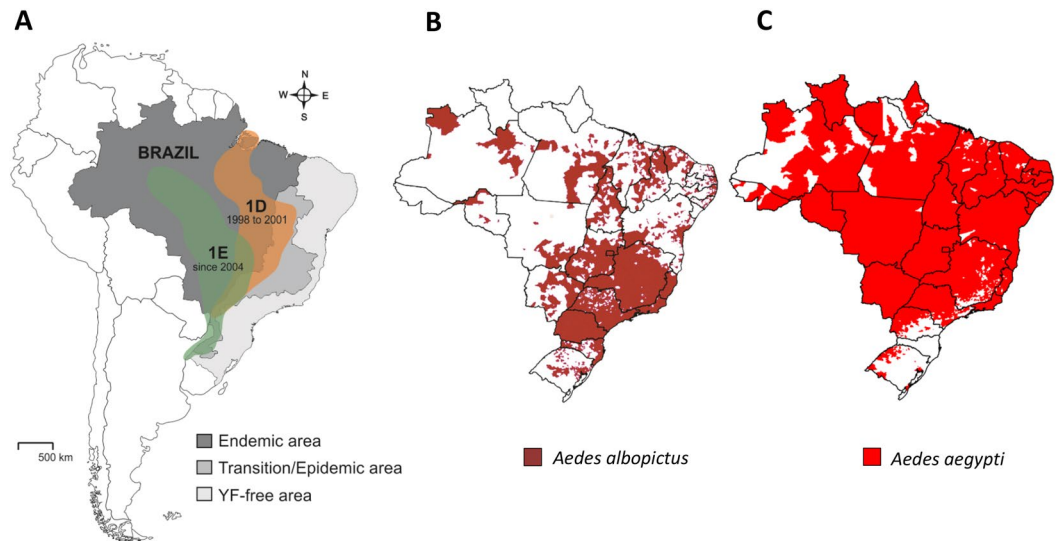 A
B
C
N
W E
S
BRAZIL
1D
1998 to 2001
1E
since 2004
500 km
Endemic area
Transition/Epidemic area
YF-free area
Aedes albopictus
Aedes aegypti